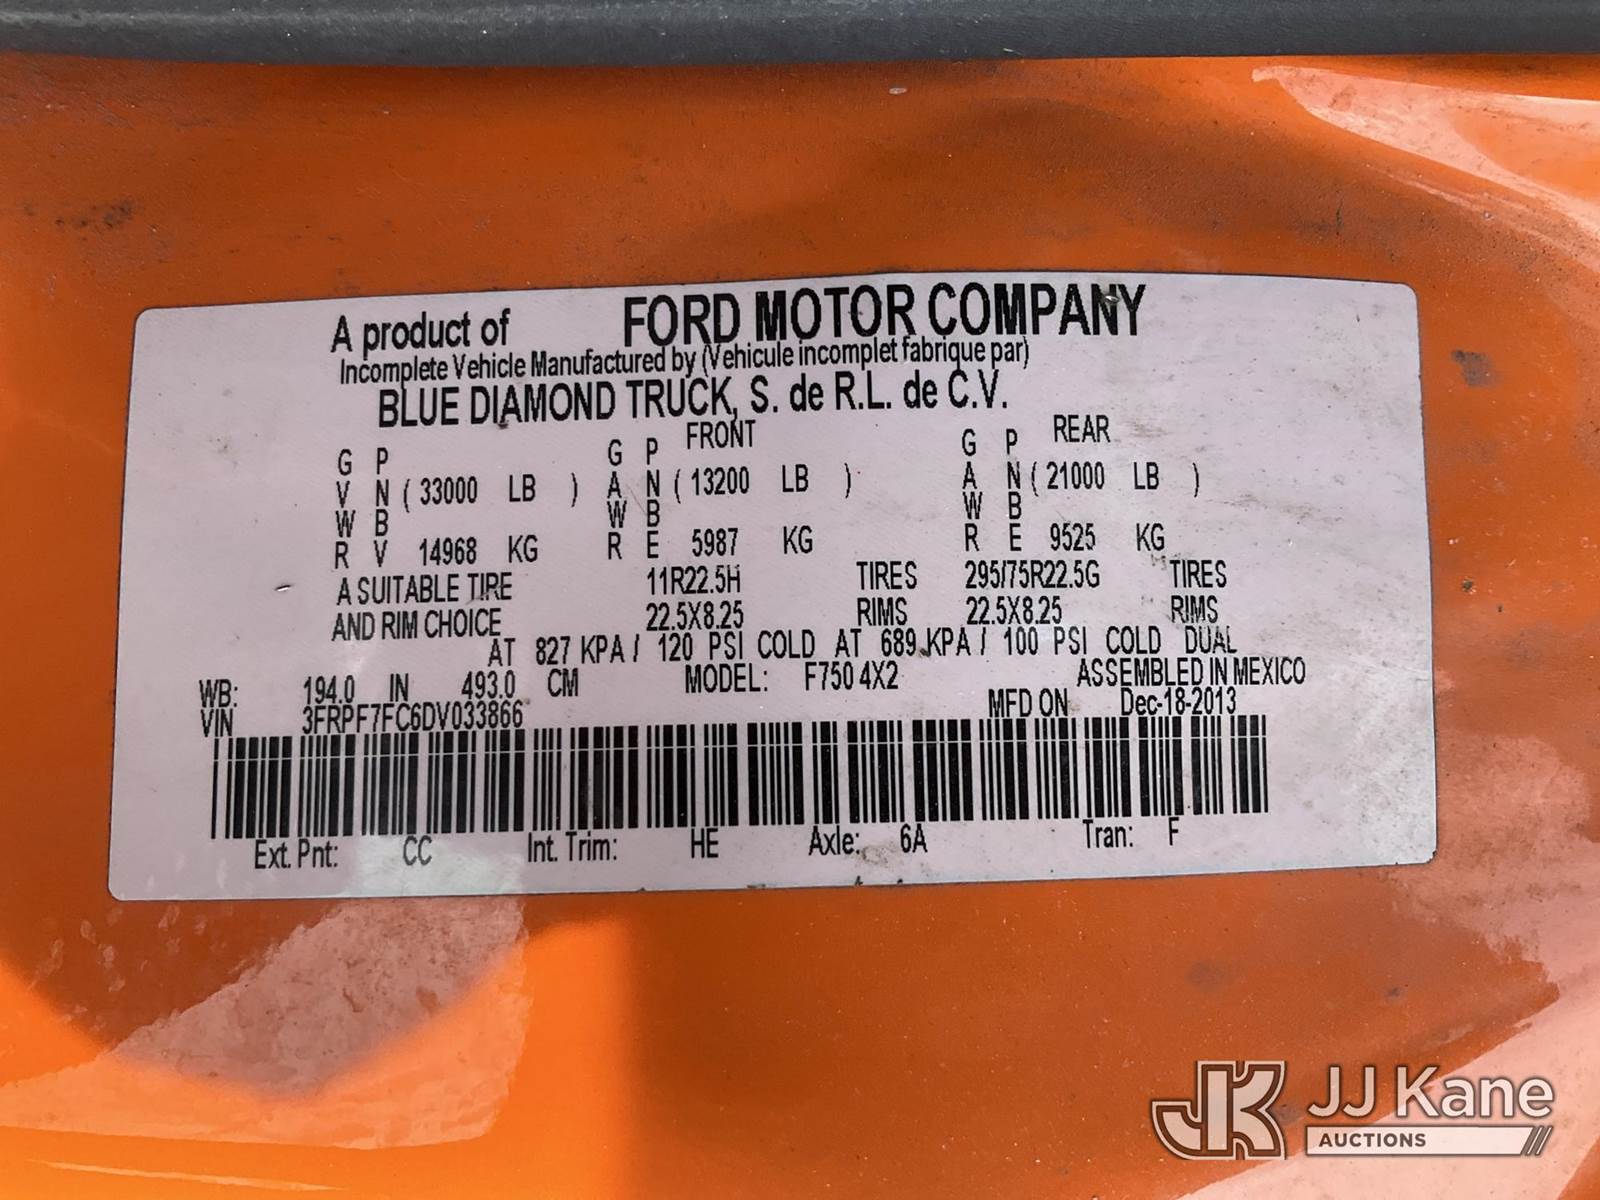 A product of FORD MOTOR COMPANY
Incomplete Vehicle Manufactured by (Vehicule incomplet fabrique par)
BLUE DIAMOND TRUCK, S. de R.L. de C.V.
FRONT REAR
G P G P G P
V N ( 33000 LB ) A N ( 13200 LB ) A N ( 21000 LB )
W B W B W B
R V 14968 KG R E 5987 KG R E 9525 KG
A SUITABLE TIRE 11R22.5H TIRES 295/75R22.5G TIRES
AND RIM CHOICE 22.5X8.25 RIMS 22.5X8.25 RIMS
AT 827 KPA / 120 PSI COLD AT 689 KPA / 100 PSI COLD DUAL
WB: 194.0 IN 493.0 CM MODEL: F750 4X2 ASSEMBLED IN MEXICO
VIN 3FRPF7FC6DV033866 MFD ON Dec-18-2013
Ext. Pnt: CC Int. Trim: HE Axle: 6A Tran: F
JK JJ Kane
AUCTIONS